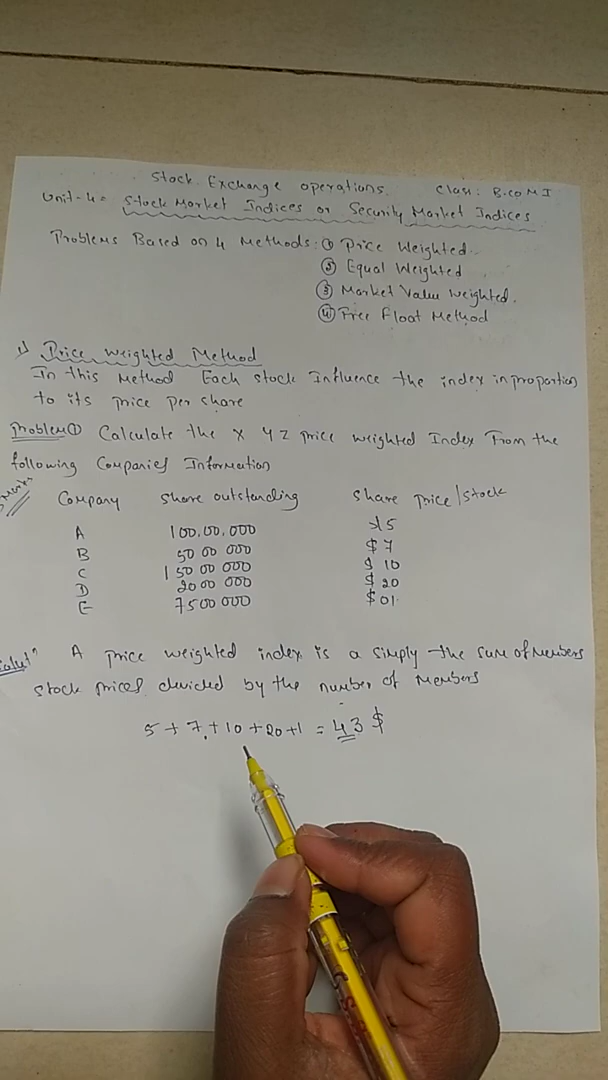 Stock Exchange operations. Class: B.com I
Unit-4= Stock Market Indices or Security Market Indices
Problems Based on 4 Methods: ① Price Weighted.
② Equal Weighted
③ Market Value Weighted.
④ Free Float Method
1) Price Weighted Method
In this Method Each stock Influence the index in proportion
to its price per share
Problem① Calculate the X Y Z price weighted Index From the
following Companies Information
Company share outstanding share price/stock
A 100,00,000 $5
B 50 00 000 $7
C 150 00 000 $ 10
D 20 00 000 $ 20
E 75 00 000 $ 01.
Solutn A price weighted index is a simply the sum of Members
stock prices divided by the number of Members
5 + 7 + 10 + 20 + 1 = 43 $